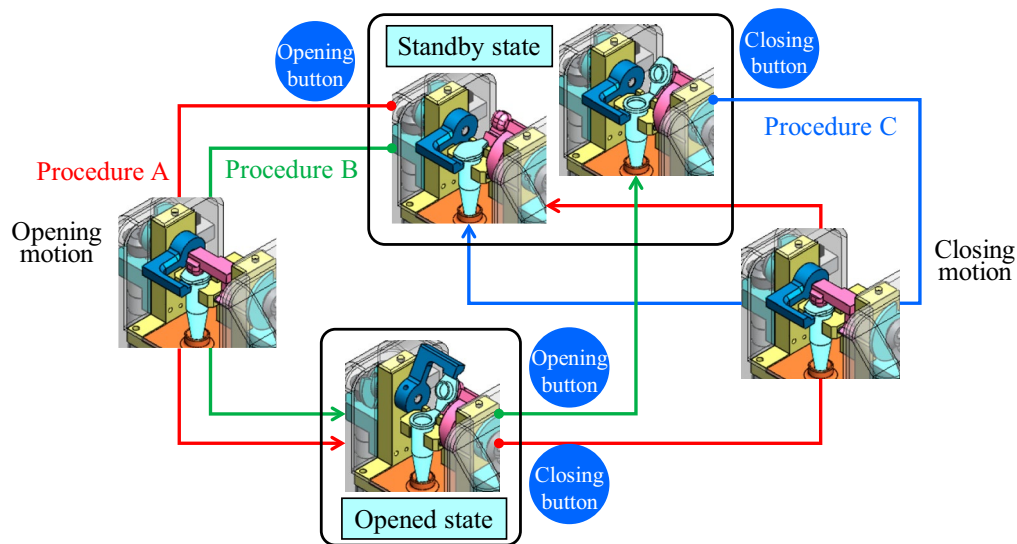 Opening
button
Standby state
Closing
button
Procedure A
Procedure B
Procedure C
Opening
motion
Closing
motion
Opening
button
Closing
button
Opened state